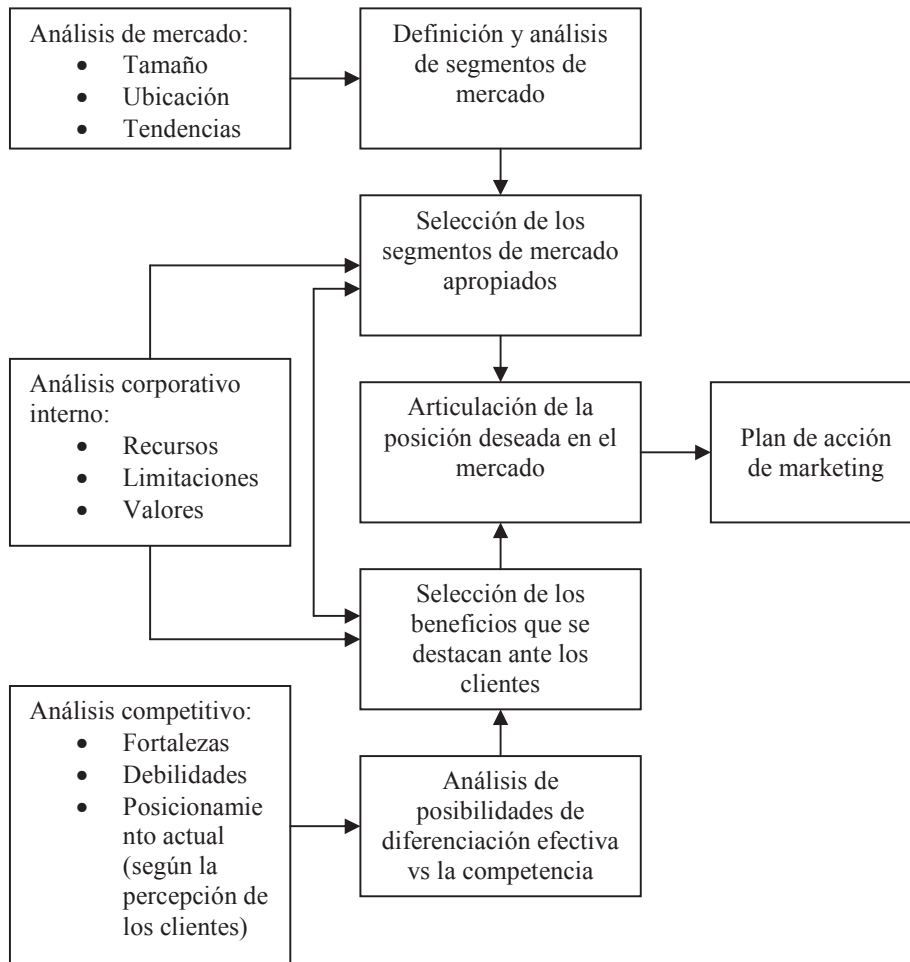 Análisis de mercado:
• Tamaño
• Ubicación
• Tendencias
Definición y análisis
de segmentos de
mercado
Selección de los
segmentos de mercado
apropiados
Análisis corporativo
interno:
• Recursos
• Limitaciones
• Valores
Articulación de la
posición deseada en el
mercado
Plan de acción
de marketing
Selección de los
beneficios que se
destacan ante los
clientes
Análisis competitivo:
• Fortalezas
• Debilidades
• Posicionamie
nto actual
(según la
percepción de
los clientes)
Análisis de
posibilidades de
diferenciación efectiva
vs la competencia